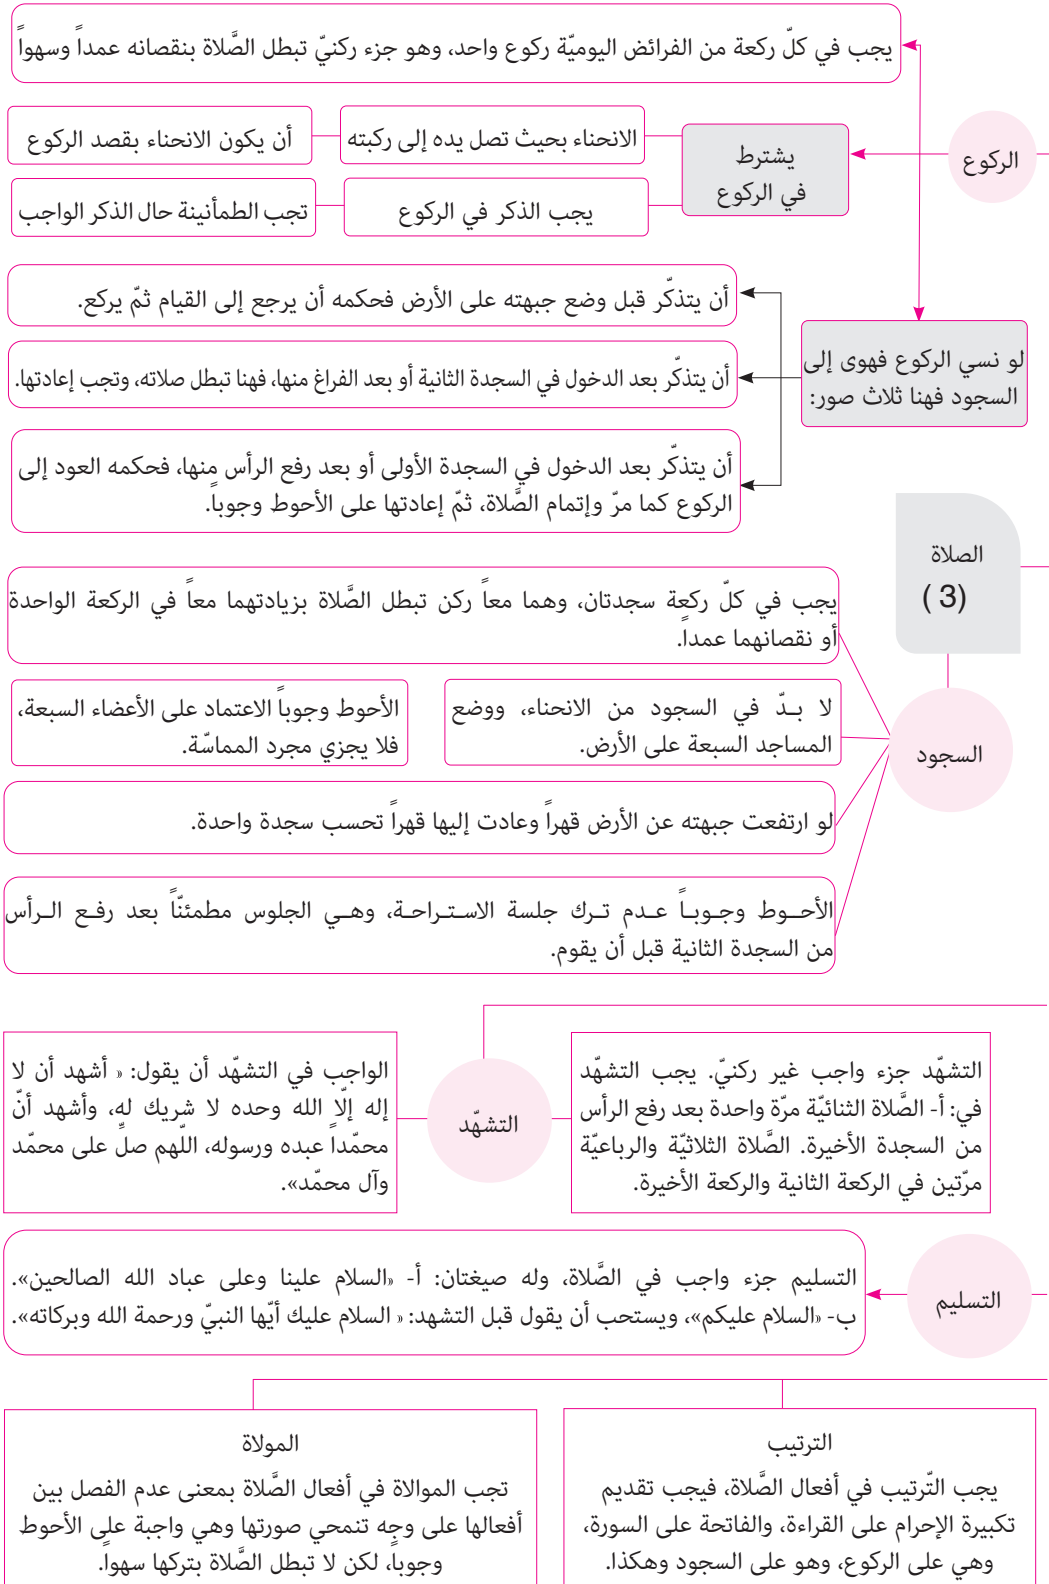 يجب في كلّ ركعة من الفرائض اليوميّة ركوع واحد، وهو جزء ركنيّ تبطل الصَّلاة بنقصانه عمداً وسهواً
الركوع
يشترط
في الركوع
الانحناء بحيث تصل يده إلى ركبته
أن يكون الانحناء بقصد الركوع
يجب الذكر في الركوع
تجب الطمأنينة حال الذكر الواجب
لو نسي الركوع فهوى إلى
السجود فهنا ثلاث صور:
أن يتذكّر قبل وضع جبهته على الأرض فحكمه أن يرجع إلى القيام ثمّ يركع.
أن يتذكّر بعد الدخول في السجدة الثانية أو بعد الفراغ منها، فهنا تبطل صلاته، وتجب إعادتها.
أن يتذكّر بعد الدخول في السجدة الأولى أو بعد رفع الرأس منها، فحكمه العود إلى
الركوع كما مرّ وإتمام الصَّلاة، ثمّ إعادتها على الأحوط وجوباً.
الصلاة
(3 )
يجب في كلّ ركعة سجدتان، وهما معاً ركن تبطل الصَّلاة بزيادتهما معاً في الركعة الواحدة
أو نقصانهما عمداً.
السجود
لا بـدّ في السجود من الانحناء، ووضع
المساجد السبعة على الأرض.
الأحوط وجوباً الاعتماد على الأعضاء السبعة،
فلا يجزي مجرد المماسّة.
لو ارتفعت جبهته عن الأرض قهراً وعادت إليها قهراً تحسب سجدة واحدة.
الأحــوط وجـوبـاً عـدم تـرك جلسة الاسـتـراحـة، وهـي الجلوس مطمئنّاً بعد رفـع الـرأس
من السجدة الثانية قبل أن يقوم.
التشهّد
التشهّد جزء واجب غير ركنيّ. يجب التشهّد
في: أ- الصَّلاة الثنائيّة مرّة واحدة بعد رفع الرأس
من السجدة الأخيرة. الصَّلاة الثلاثيّة والرباعيّة
مرّتين في الركعة الثانية والركعة الأخيرة.
الواجب في التشهّد أن يقول: « أشهد أن لا
إله إلّا الله وحده لا شريك له، وأشهد أنّ
محمّداً عبده ورسوله، اللّهم صلِّ على محمّد
وآل محمّد».
التسليم
التسليم جزء واجب في الصَّلاة، وله صيغتان: أ- «السلام علينا وعلى عباد الله الصالحين».
ب- «السلام عليكم»، ويستحب أن يقول قبل التشهد: « السلام عليك أيّها النبيّ ورحمة الله وبركاته».
الترتيب
يجب التّرتيب في أفعال الصَّلاة، فيجب تقديم
تكبيرة الإحرام على القراءة، والفاتحة على السورة،
وهي على الركوع، وهو على السجود وهكذا.
المولاة
تجب الموالاة في أفعال الصَّلاة بمعنى عدم الفصل بين
أفعالها على وجه تنمحي صورتها وهي واجبة على الأحوط
وجوباً، لكن لا تبطل الصَّلاة بتركها سهواً.